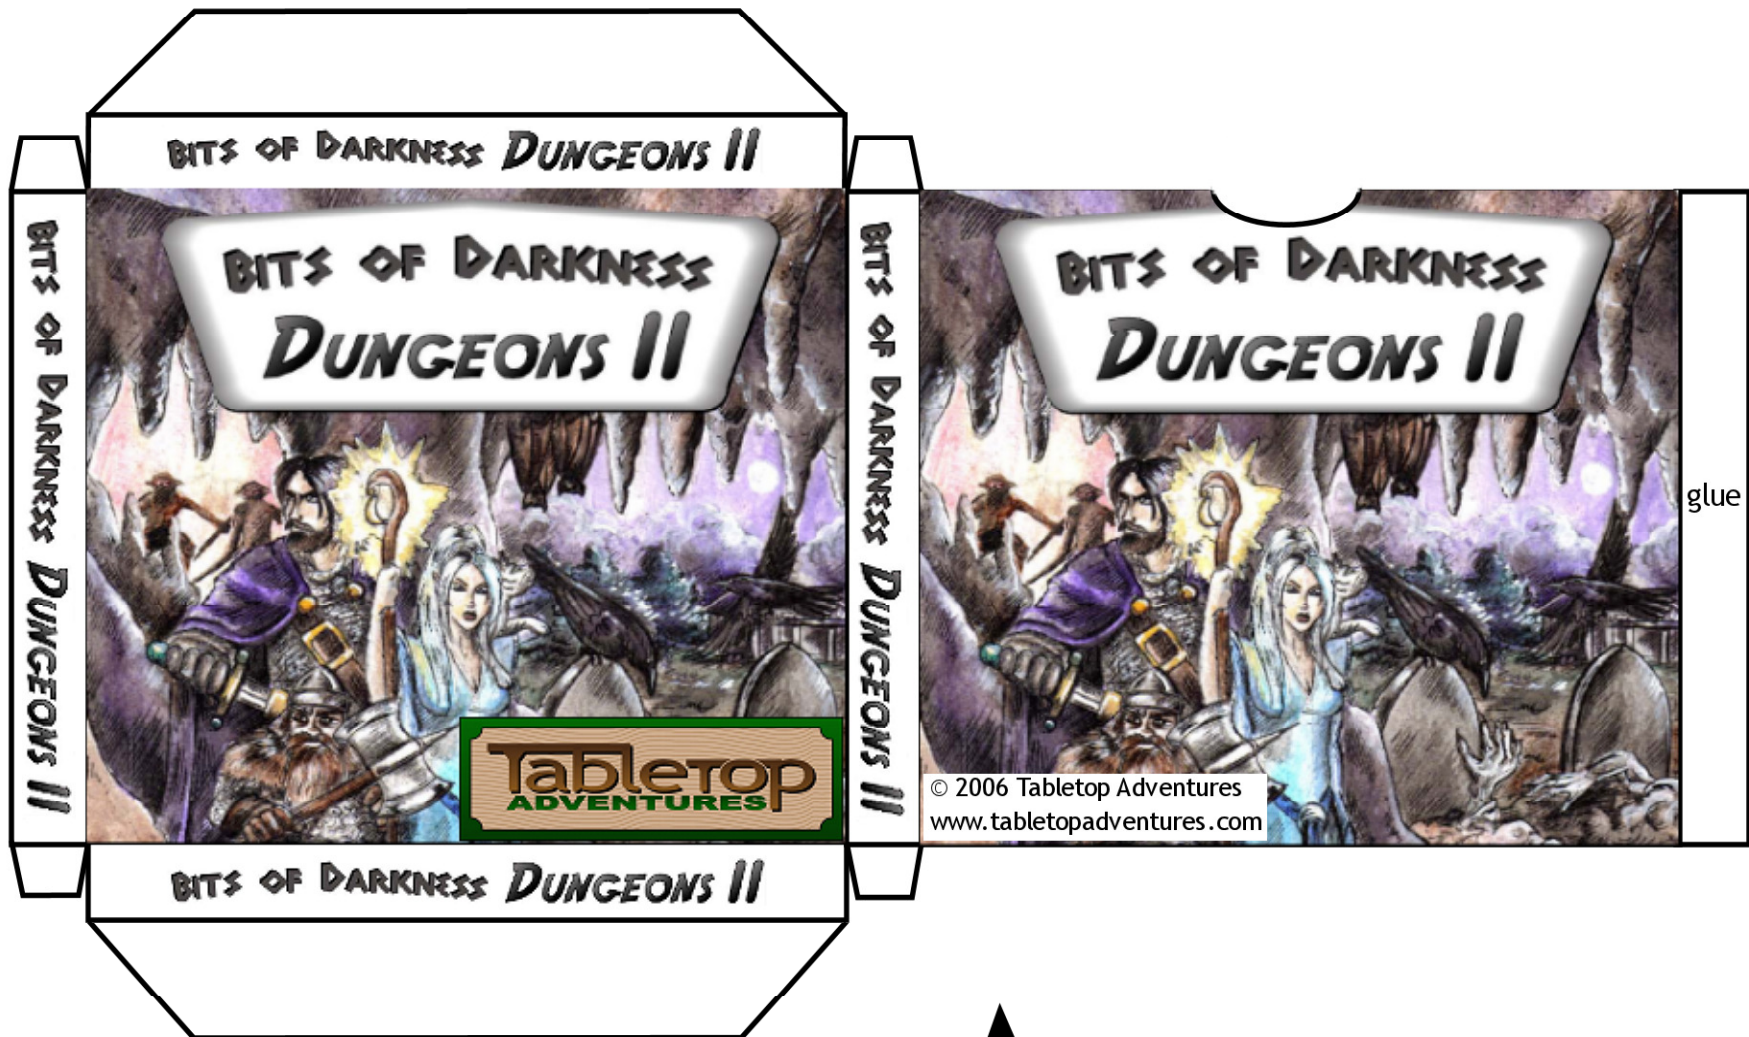 Bits of Darkness Dungeons II
Bits of Darkness Dungeons II
Bits of Darkness
Dungeons II
Tabletop
ADVENTURES
Bits of Darkness Dungeons II
Bits of Darkness
Dungeons II
© 2006 Tabletop Adventures
www.tabletopadventures.com
glue
Bits of Darkness Dungeons II